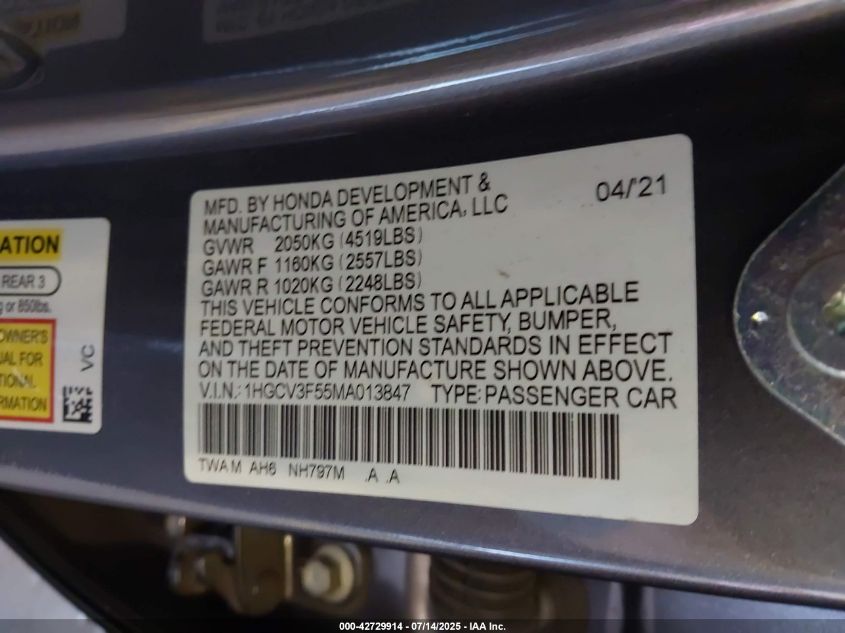 MFD. BY HONDA DEVELOPMENT &
MANUFACTURING OF AMERICA, LLC
04/'21
GVWR 2050KG (4519LBS)
GAWR F 1160KG (2557LBS)
GAWR R 1020KG (2248LBS)
THIS VEHICLE CONFORMS TO ALL APPLICABLE
FEDERAL MOTOR VEHICLE SAFETY, BUMPER,
AND THEFT PREVENTION STANDARDS IN EFFECT
ON THE DATE OF MANUFACTURE SHOWN ABOVE.
V.I.N.: 1HGCV3F55MA013847 TYPE: PASSENGER CAR
TWA M AH6 NH797M .A .A
REAR 3
or 850lbs.
FOR
VC
000-42729914 - 07/14/2025 - IAA Inc.